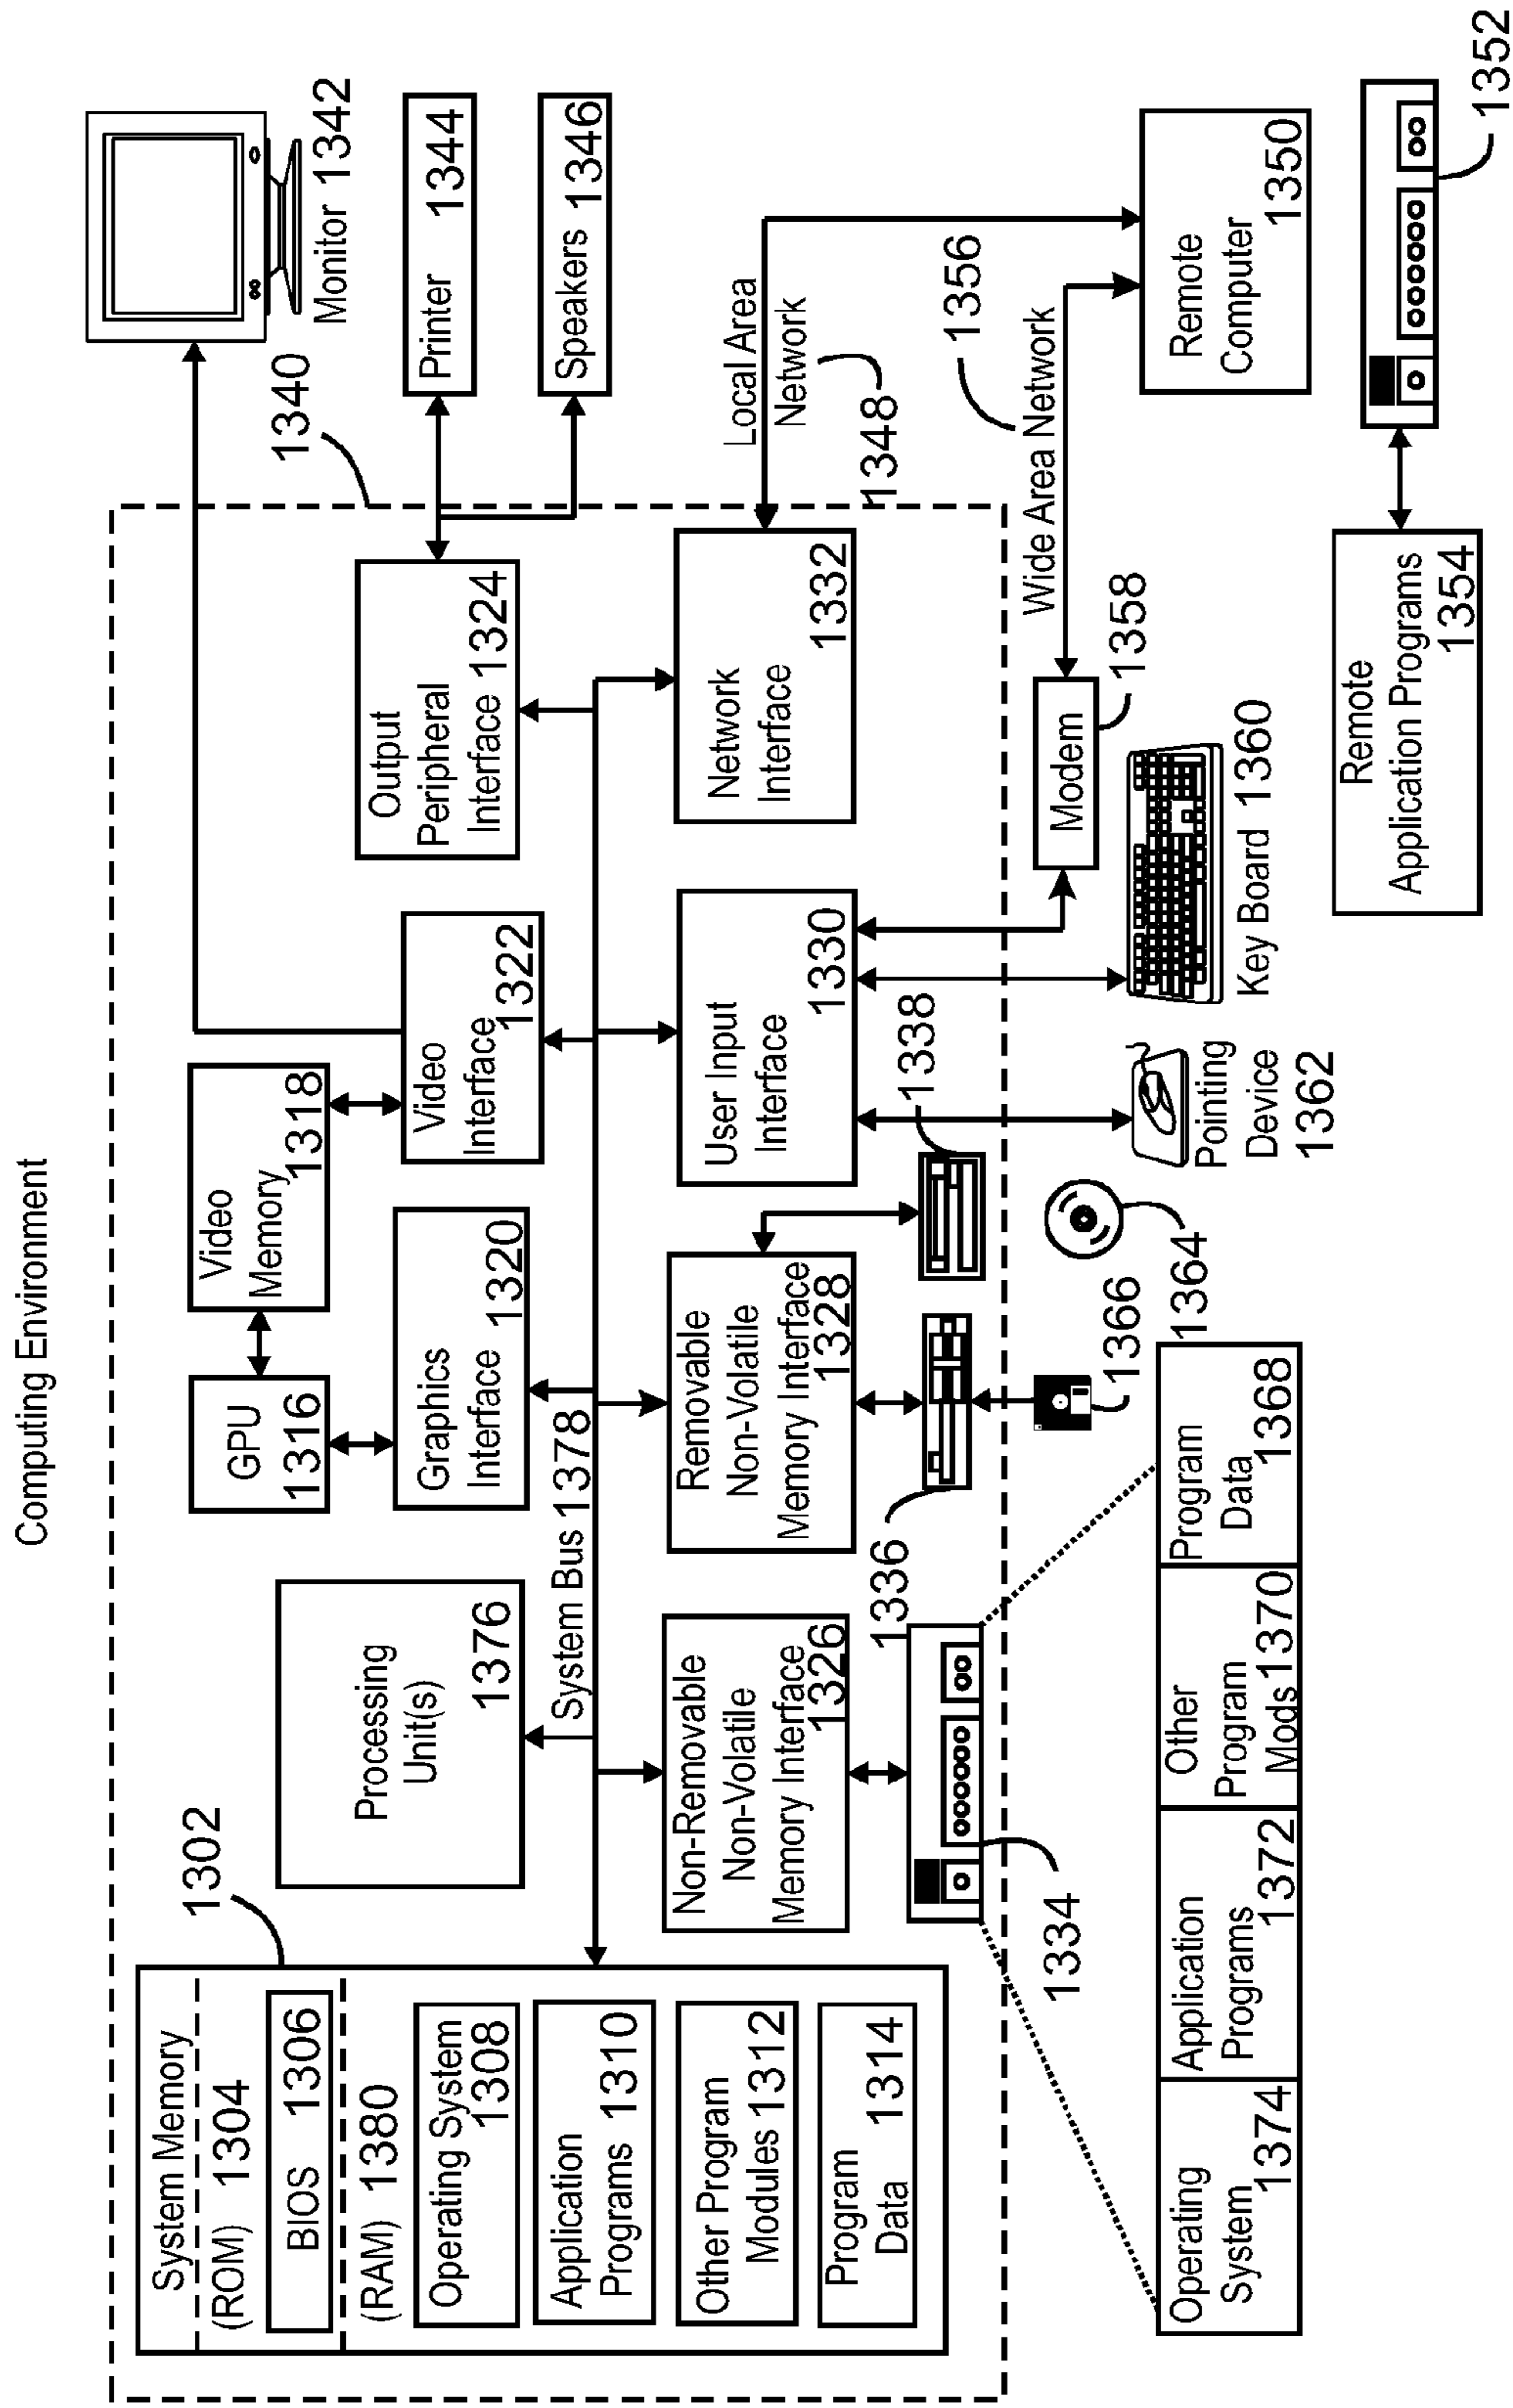 Computing Environment
1302
System Memory
(ROM) 1304
BIOS 1306
(RAM) 1380
Operating System
1308
Application
Programs 1310
Other Program
Modules 1312
Program
Data 1314
Processing
Unit(s)
1376
System Bus 1378
GPU
1316
Video
Memory
1318
Graphics
Interface
1320
Video
Interface
1322
Output
Peripheral
Interface 1324
1340
Monitor 1342
Printer 1344
Speakers 1346
Non-Removable
Non-Volatile
Memory Interface
1326
Removable
Non-Volatile
Memory Interface
1328
User Input
Interface
1330
Network
Interface
1332
Local Area
Network
1348
1334
1336
1338
1356
Wide Area Network
Modem
1358
1366
1364
Pointing
Device
1362
Key Board 1360
Remote
Computer
1350
Operating
System
1374
Application
Programs
1372
Other
Program
Mods 1370
Program
Data
1368
Remote
Application Programs
1354
1352